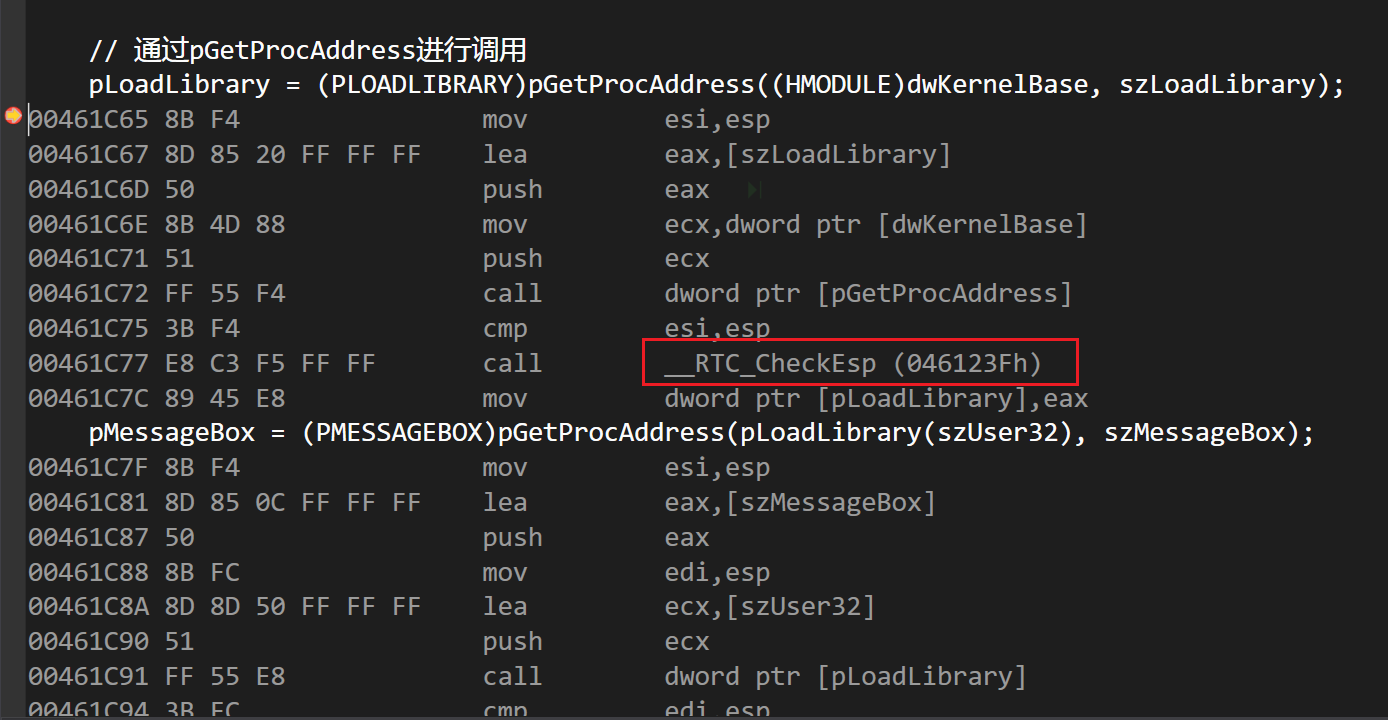 // 通过pGetProcAddress进行调用
pLoadLibrary = (PLOADLIBRARY)pGetProcAddress((HMODULE)dwKernelBase, szLoadLibrary);
00461C65 8B F4 mov esi,esp
00461C67 8D 85 20 FF FF FF lea eax,[szLoadLibrary]
00461C6D 50 push eax
00461C6E 8B 4D 88 mov ecx,dword ptr [dwKernelBase]
00461C71 51 push ecx
00461C72 FF 55 F4 call dword ptr [pGetProcAddress]
00461C75 3B F4 cmp esi,esp
00461C77 E8 C3 F5 FF FF call __RTC_CheckEsp (046123Fh)
00461C7C 89 45 E8 mov dword ptr [pLoadLibrary],eax
pMessageBox = (PMESSAGEBOX)pGetProcAddress(pLoadLibrary(szUser32), szMessageBox);
00461C7F 8B F4 mov esi,esp
00461C81 8D 85 0C FF FF FF lea eax,[szMessageBox]
00461C87 50 push eax
00461C88 8B FC mov edi,esp
00461C8A 8D 8D 50 FF FF FF lea ecx,[szUser32]
00461C90 51 push ecx
00461C91 FF 55 E8 call dword ptr [pLoadLibrary]
00461C94 3B FC cmp edi,esp